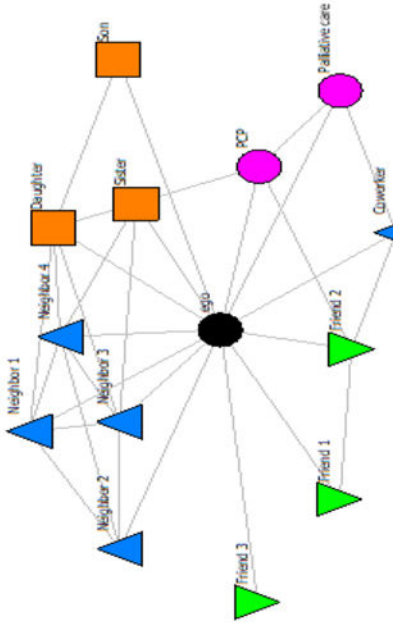 Son
Daughter
Sister
Palliative care
PCP
Neighbor 4
Coworker
Neighbor 1
Neighbor 3
ego
Friend 2
Neighbor 2
Friend 1
Friend 3